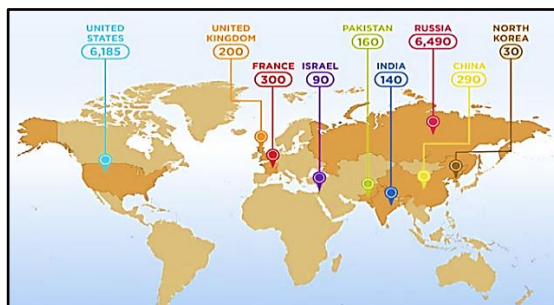 UNITED
STATES
6,185
UNITED
KINGDOM
200
FRANCE
300
ISRAEL
90
PAKISTAN
160
INDIA
140
RUSSIA
6,490
CHINA
290
NORTH
KOREA
30